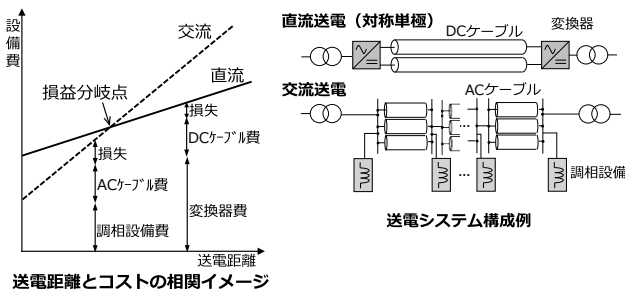 設備費
交流
直流
損益分岐点
損失
DCｹｰﾌﾞﾙ費
損失
ACｹｰﾌﾞﾙ費
変換器費
調相設備費
送電距離
送電距離とコストの相関イメージ
直流送電（対称単極）
DCケーブル
変換器
交流送電
ACケーブル
…
…
調相設備
送電システム構成例